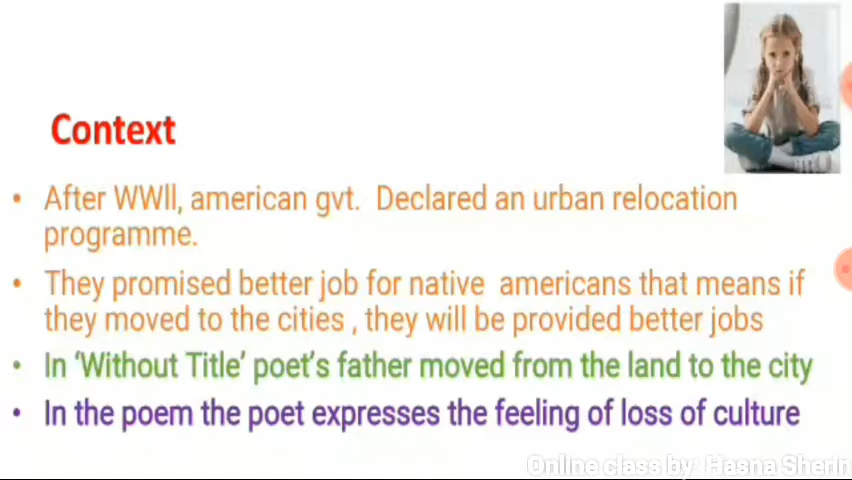 Context
• After WWll, american gvt. Declared an urban relocation
programme.
• They promised better job for native americans that means if
they moved to the cities , they will be provided better jobs
• In ‘Without Title’ poet’s father moved from the land to the city
• In the poem the poet expresses the feeling of loss of culture
Online class by: Hasna Sherin